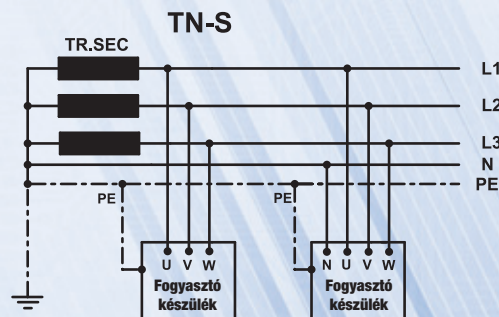 TN-S
TR.SEC
L1
L2
L3
N
PE
PE
PE
U V W
N U V W
Fogyasztó
készülék
Fogyasztó
készülék